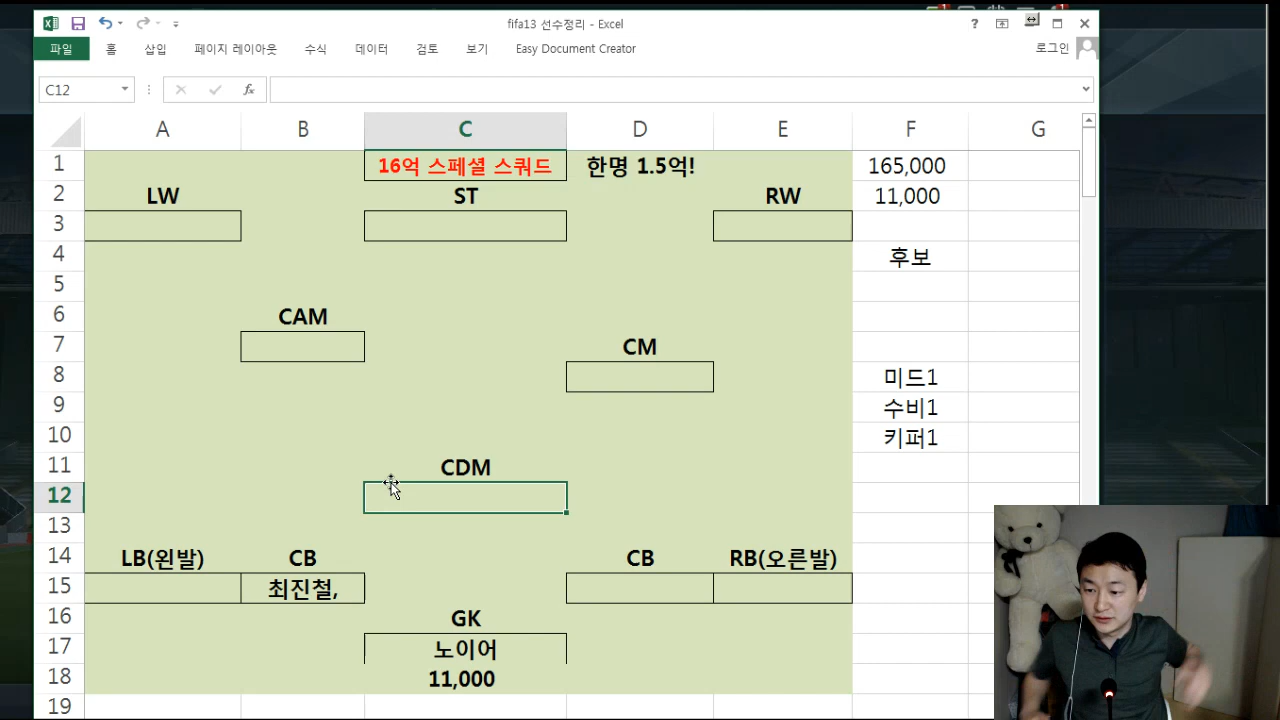 fifa13 선수정리 - Excel
파일 홈 삽입 페이지 레이아웃 수식 데이터 검토 보기 Easy Document Creator 로그인
C12 fx
A B C D E F G
1 16억 스페셜 스쿼드 한명 1.5억! 165,000
2 LW ST RW 11,000
3
4 후보
5
6 CAM
7 CM
8 미드1
9 수비1
10 키퍼1
11 CDM
12
13
14 LB(왼발) CB CB RB(오른발)
15 최진철,
16 GK
17 노이어
18 11,000
19